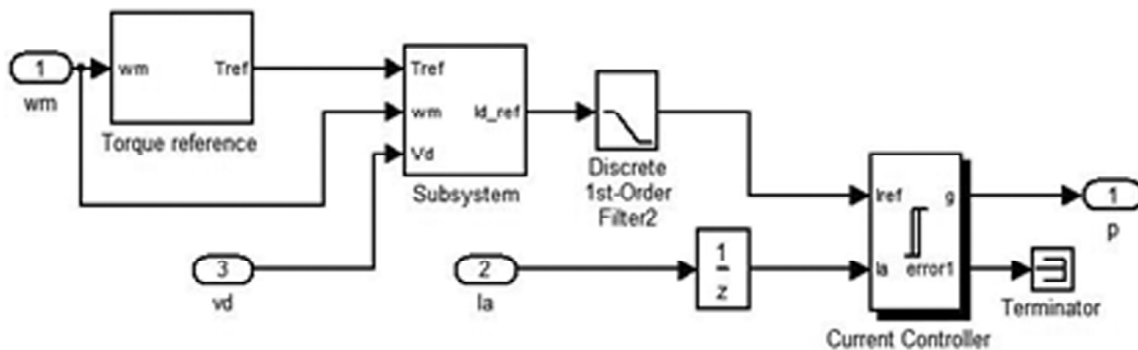 1
wm
wm
Tref
Torque reference
Tref
wm
Vd
Id_ref
Subsystem
Discrete
1st-Order
Filter2
3
vd
2
Ia
1
z
Iref
Ia
g
error1
Current Controller
1
p
Terminator